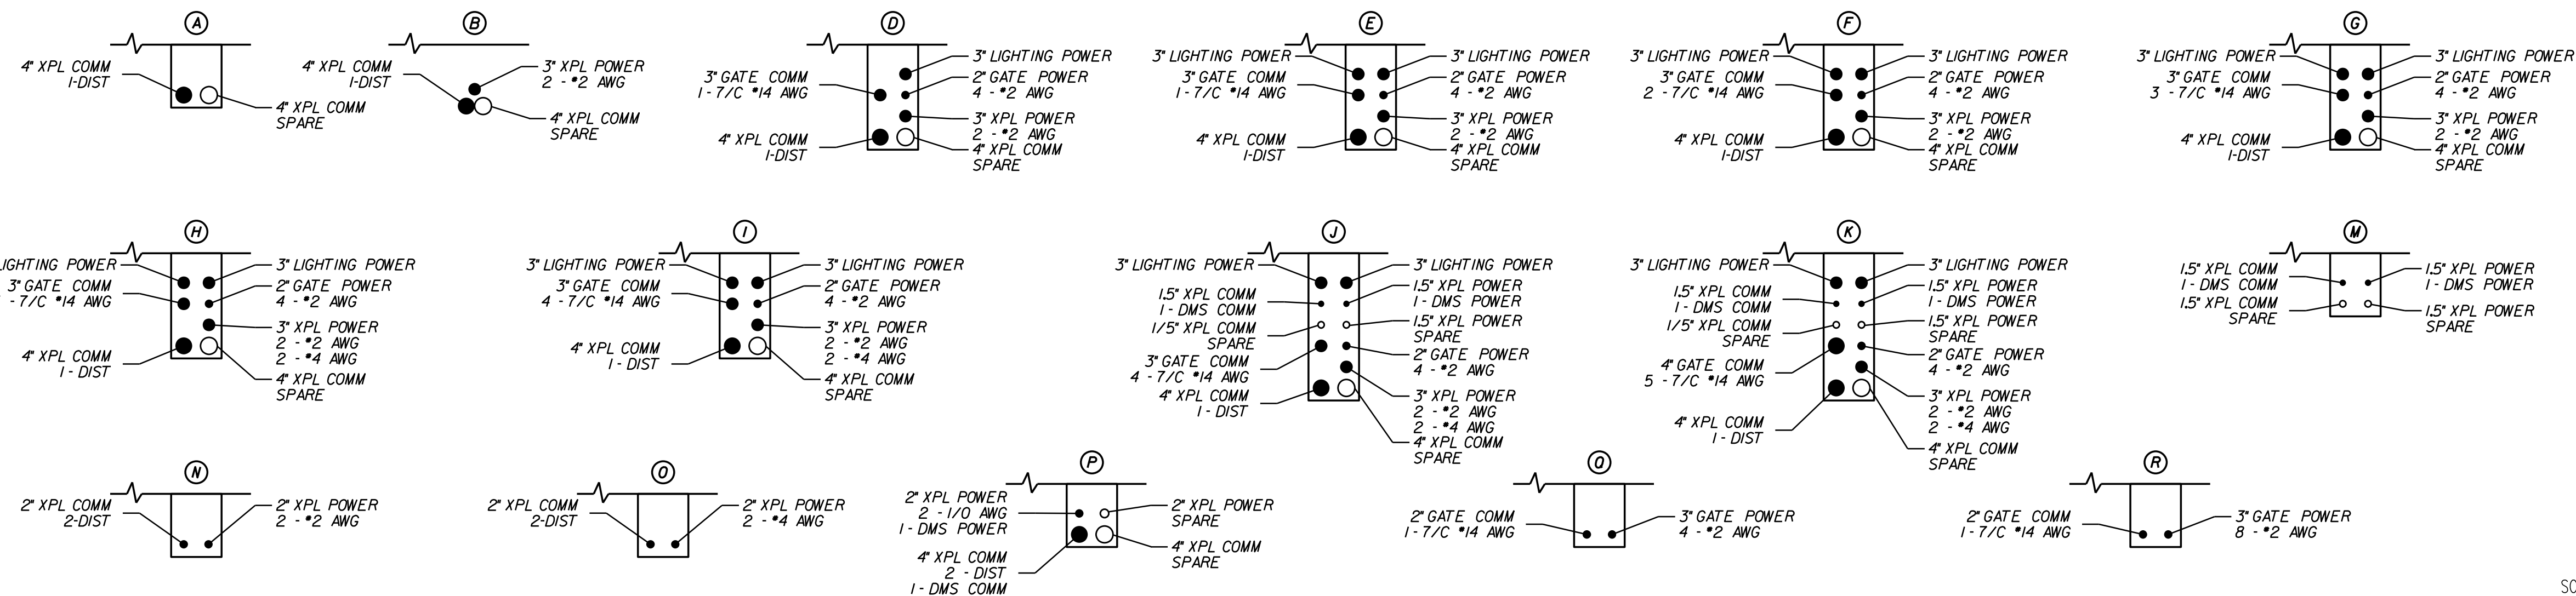 A
4" XPL COMM
1-DIST
4" XPL COMM
SPARE
B
4" XPL COMM
1-DIST
3" XPL POWER
2 - #2 AWG
4" XPL COMM
SPARE
D
3" GATE COMM
1 - 7/C #14 AWG
4" XPL COMM
1-DIST
3" LIGHTING POWER
2" GATE POWER
4 - #2 AWG
3" XPL POWER
2 - #2 AWG
4" XPL COMM
SPARE
E
3" LIGHTING POWER
3" GATE COMM
1 - 7/C #14 AWG
4" XPL COMM
1-DIST
3" LIGHTING POWER
2" GATE POWER
4 - #2 AWG
3" XPL POWER
2 - #2 AWG
4" XPL COMM
SPARE
F
3" LIGHTING POWER
3" GATE COMM
2 - 7/C #14 AWG
4" XPL COMM
1-DIST
3" LIGHTING POWER
2" GATE POWER
4 - #2 AWG
3" XPL POWER
2 - #2 AWG
4" XPL COMM
SPARE
G
3" LIGHTING POWER
3" GATE COMM
3 - 7/C #14 AWG
4" XPL COMM
1-DIST
3" LIGHTING POWER
2" GATE POWER
4 - #2 AWG
3" XPL POWER
2 - #2 AWG
4" XPL COMM
SPARE
H
LIGHTING POWER
3" GATE COMM
- 7/C #14 AWG
4" XPL COMM
1 - DIST
3" LIGHTING POWER
2" GATE POWER
4 - #2 AWG
3" XPL POWER
2 - #2 AWG
2 - #4 AWG
4" XPL COMM
SPARE
I
3" LIGHTING POWER
3" GATE COMM
4 - 7/C #14 AWG
4" XPL COMM
1 - DIST
3" LIGHTING POWER
2" GATE POWER
4 - #2 AWG
3" XPL POWER
2 - #2 AWG
2 - #4 AWG
4" XPL COMM
SPARE
J
3" LIGHTING POWER
1.5" XPL COMM
1 - DMS COMM
1/5" XPL COMM
SPARE
3" GATE COMM
4 - 7/C #14 AWG
4" XPL COMM
1 - DIST
3" LIGHTING POWER
1.5" XPL POWER
1 - DMS POWER
1.5" XPL POWER
SPARE
2" GATE POWER
4 - #2 AWG
3" XPL POWER
2 - #2 AWG
2 - #4 AWG
4" XPL COMM
SPARE
K
3" LIGHTING POWER
1.5" XPL COMM
1 - DMS COMM
1/5" XPL COMM
SPARE
4" GATE COMM
5 - 7/C #14 AWG
4" XPL COMM
1 - DIST
3" LIGHTING POWER
1.5" XPL POWER
1 - DMS POWER
1.5" XPL POWER
SPARE
2" GATE POWER
4 - #2 AWG
3" XPL POWER
2 - #2 AWG
2 - #4 AWG
4" XPL COMM
SPARE
M
1.5" XPL COMM
1 - DMS COMM
1.5" XPL COMM
SPARE
1.5" XPL POWER
1 - DMS POWER
1.5" XPL POWER
SPARE
N
2" XPL COMM
2-DIST
2" XPL POWER
2 - #2 AWG
O
2" XPL COMM
2-DIST
2" XPL POWER
2 - #4 AWG
P
2" XPL POWER
2 - 1/0 AWG
1 - DMS POWER
4" XPL COMM
2 - DIST
1 - DMS COMM
2" XPL POWER
SPARE
4" XPL COMM
SPARE
Q
2" GATE COMM
1 - 7/C #14 AWG
3" GATE POWER
4 - #2 AWG
R
2" GATE COMM
1 - 7/C #14 AWG
3" GATE POWER
8 - #2 AWG